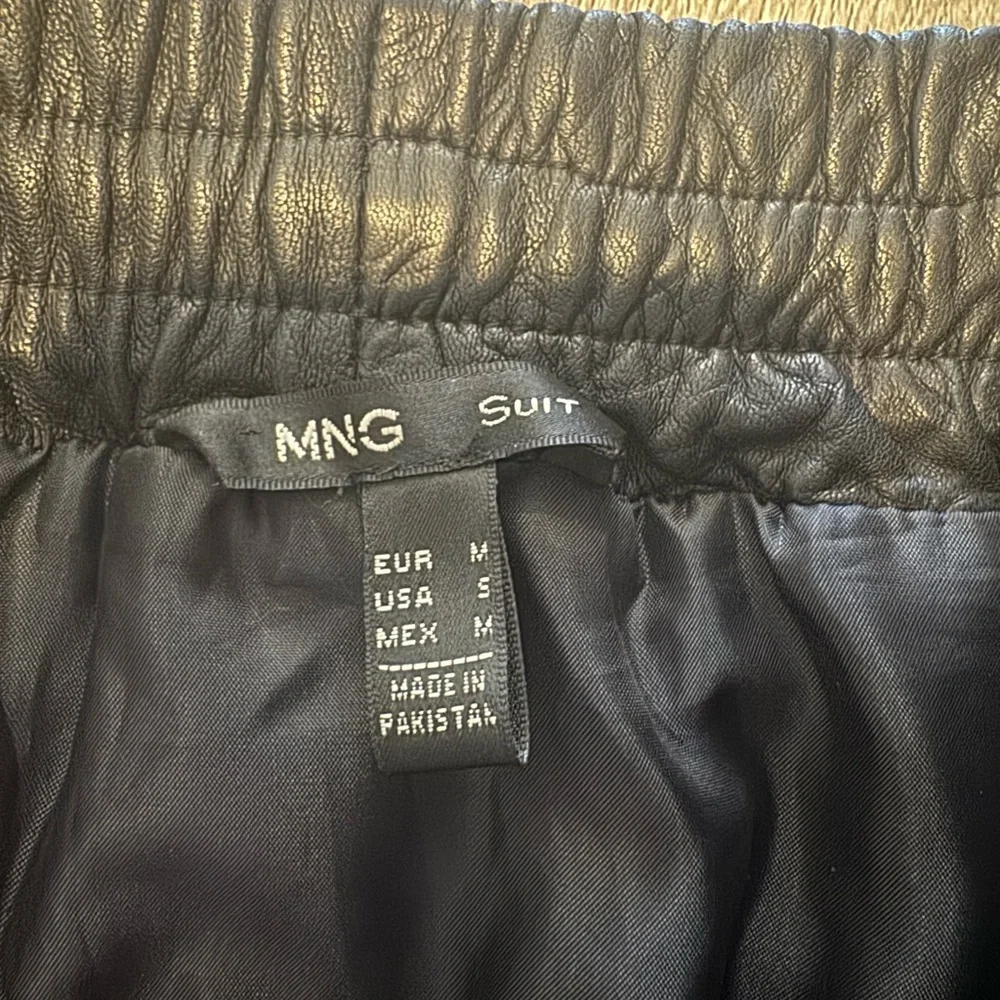 MNG Suit
EUR M
USA S
MEX M
MADE IN
PAKISTAN